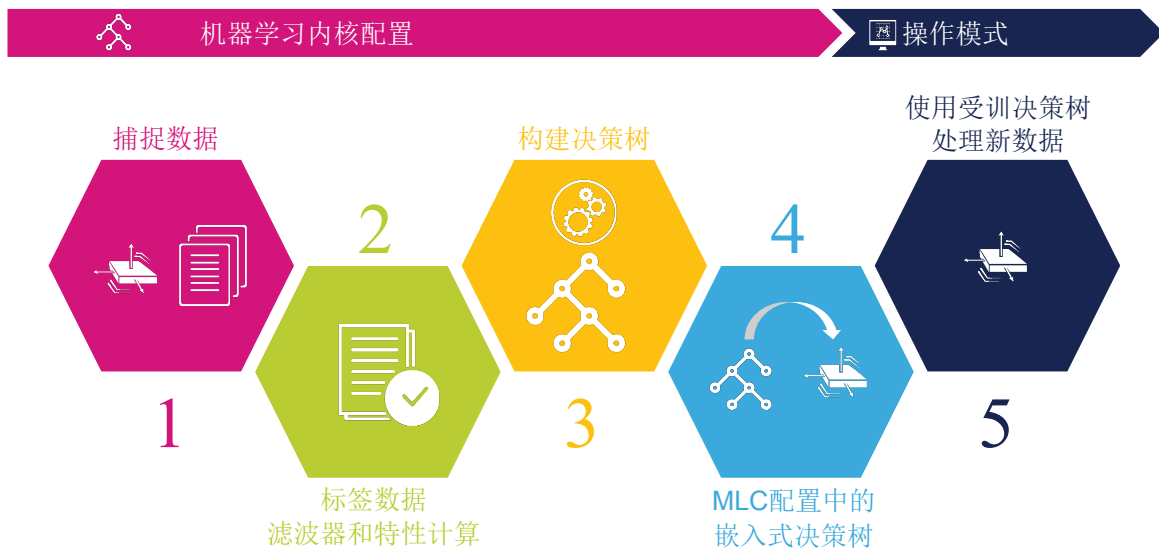 机器学习内核配置
操作模式
捕捉数据
1
2
标签数据
滤波器和特性计算
构建决策树
3
4
MLC配置中的
嵌入式决策树
使用受训决策树
处理新数据
5